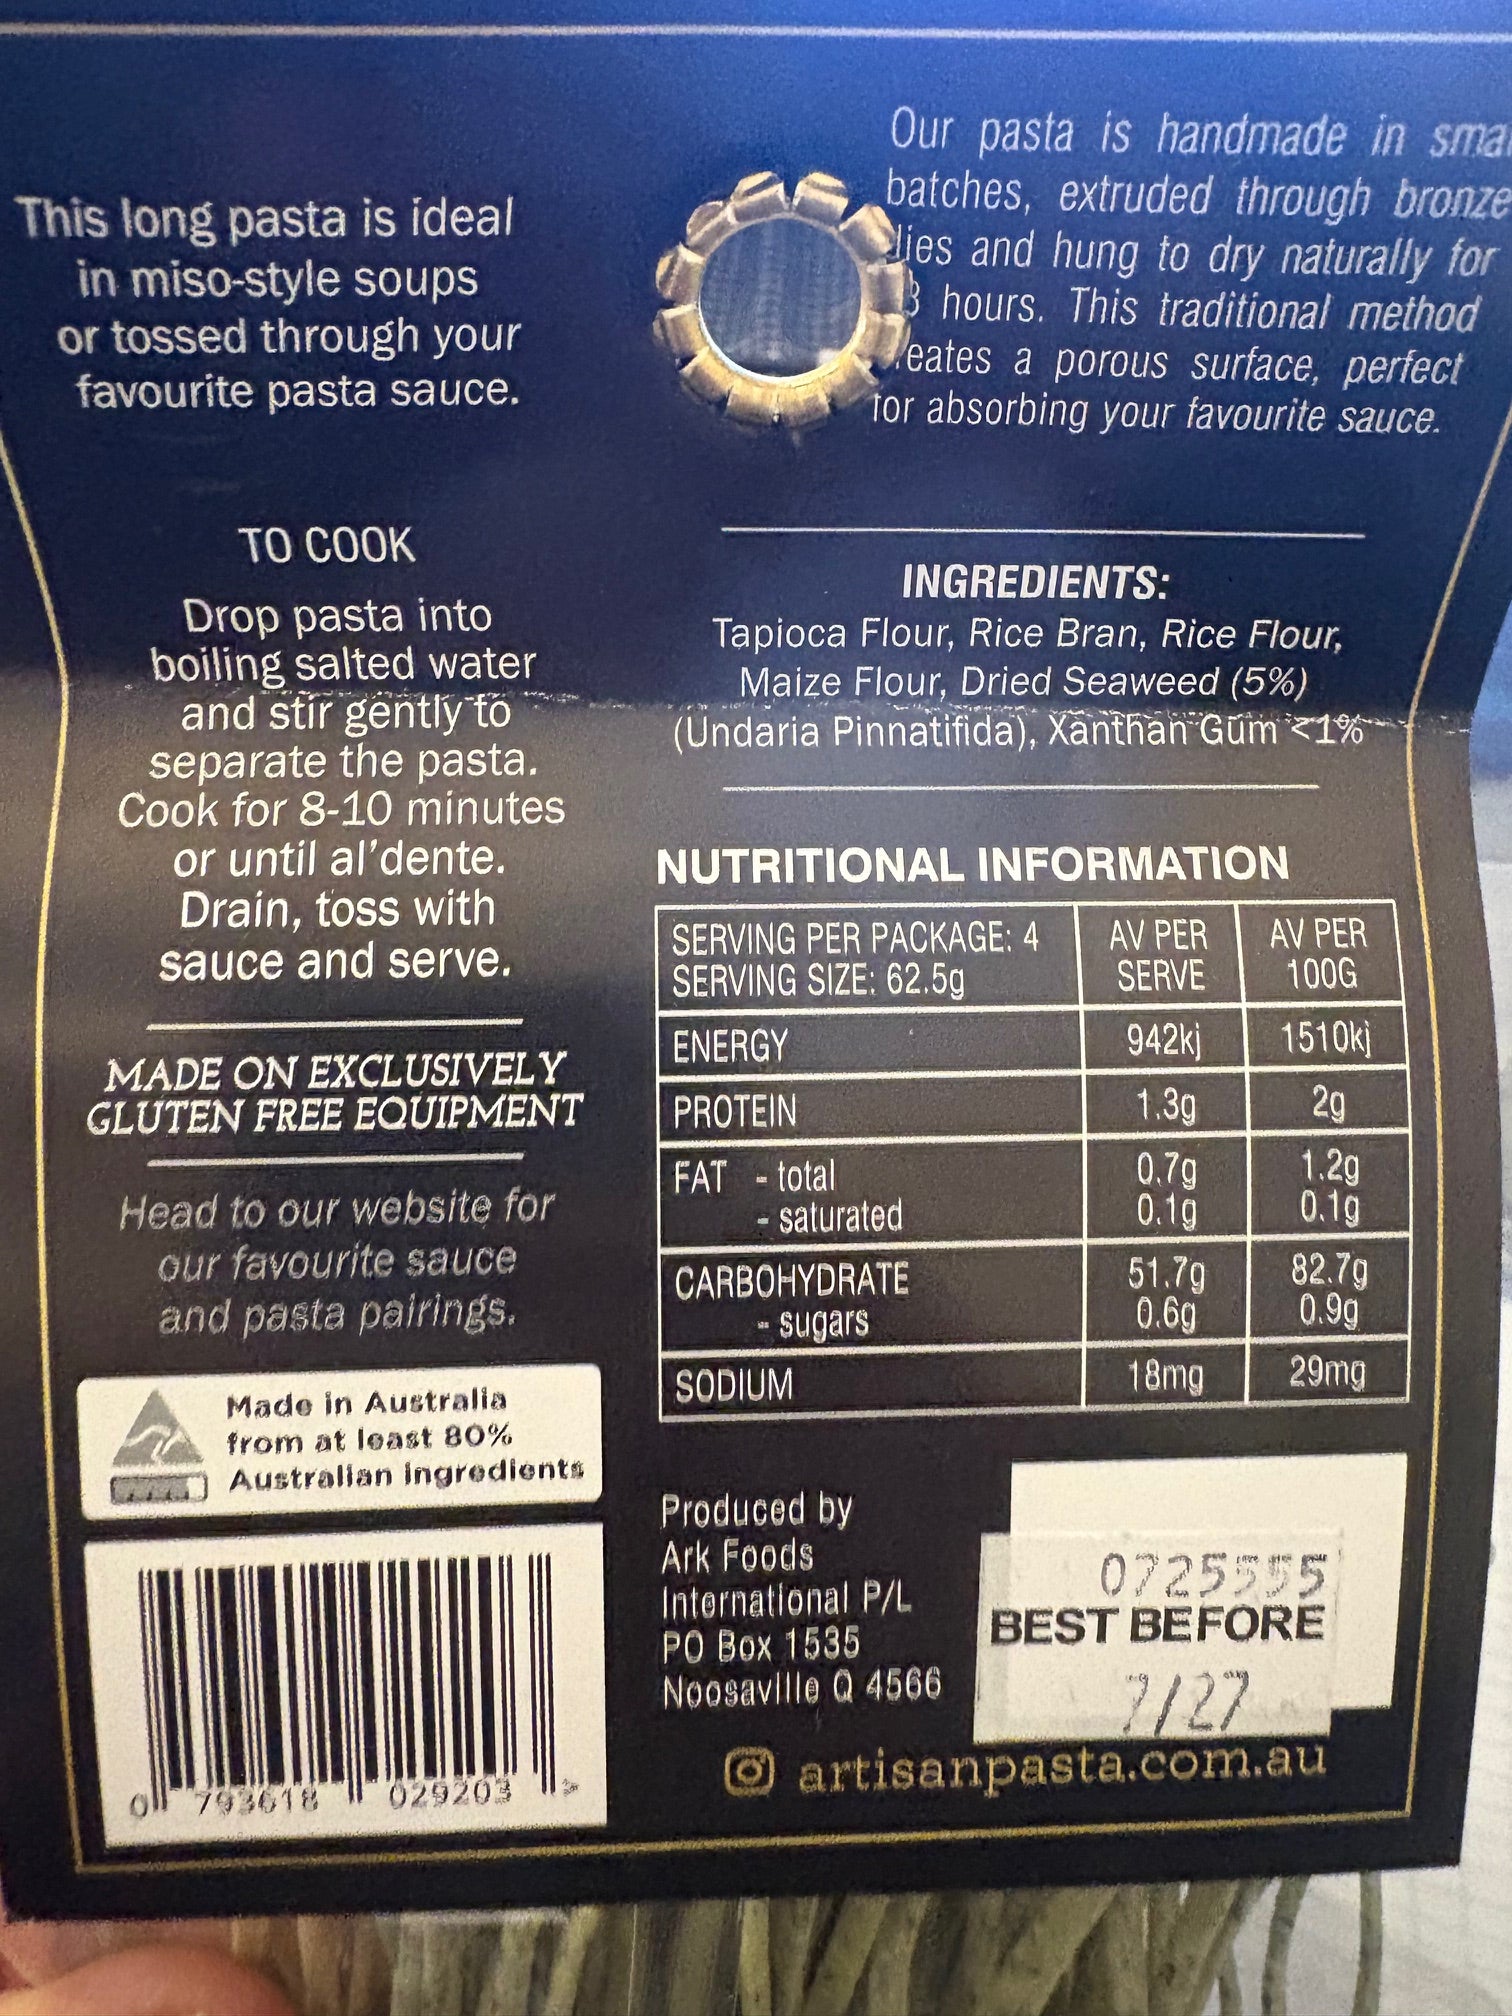 This long pasta is ideal
in miso-style soups
or tossed through your
favourite pasta sauce.
TO COOK
Drop pasta into
boiling salted water
and stir gently to
separate the pasta.
Cook for 8-10 minutes
or until al'dente.
Drain, toss with
sauce and serve.
MADE ON EXCLUSIVELY
GLUTEN FREE EQUIPMENT
Head to our website for
our favourite sauce
and pasta pairings.
Made in Australia
from at least 80%
Australian ingredients
0 793618 029203 >
Our pasta is handmade in
batches, extruded through bronze
and hung to dry naturally for
hours. This traditional method
a porous surface, perfect
for absorbing your favourite sauce.
INGREDIENTS:
Tapioca Flour, Rice Bran, Rice Flour,
Maize Flour, Dried Seaweed (5%)
(Undaria Pinnatifida), Xanthan Gum <1%
NUTRITIONAL INFORMATION
SERVING PER PACKAGE: 4 AV PER AV PER
SERVING SIZE: 62.5g SERVE 100G
ENERGY 942kj 1510kj
PROTEIN 1.3g 2g
FAT - total 0.7g 1.2g
- saturated 0.1g 0.1g
CARBOHYDRATE 51.7g 82.7g
- sugars 0.6g 0.9g
SODIUM 18mg 29mg
Produced by
Ark Foods
International P/L
PO Box 1535
Noosaville Q 4566
0725555
BEST BEFORE
7/27
artisanpasta.com.au